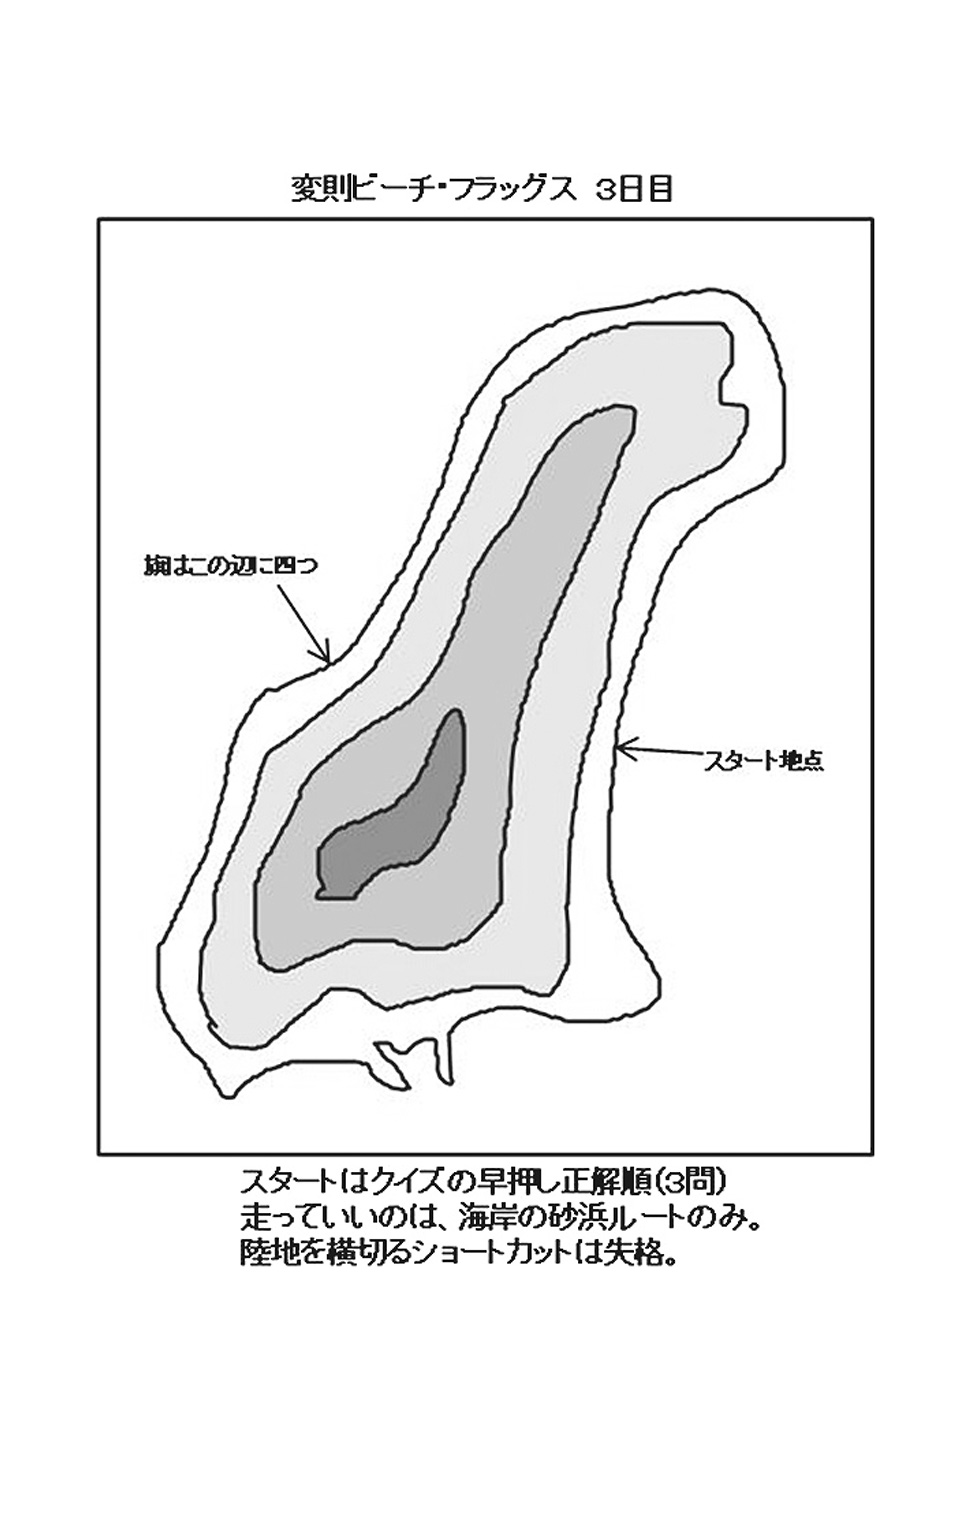 変則ビーチ・フラッグス 3日目
旗はこの辺に四つ
スタート地点
スタートはクイズの早押し正解順(3問)
走っていいのは、海岸の砂浜ルートのみ。
陸地を横切るショートカットは失格。